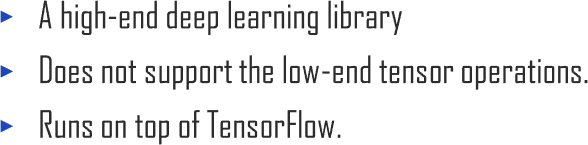 A high-end deep learning library
Does not support the low-end tensor operations.
Runs on top of TensorFlow.